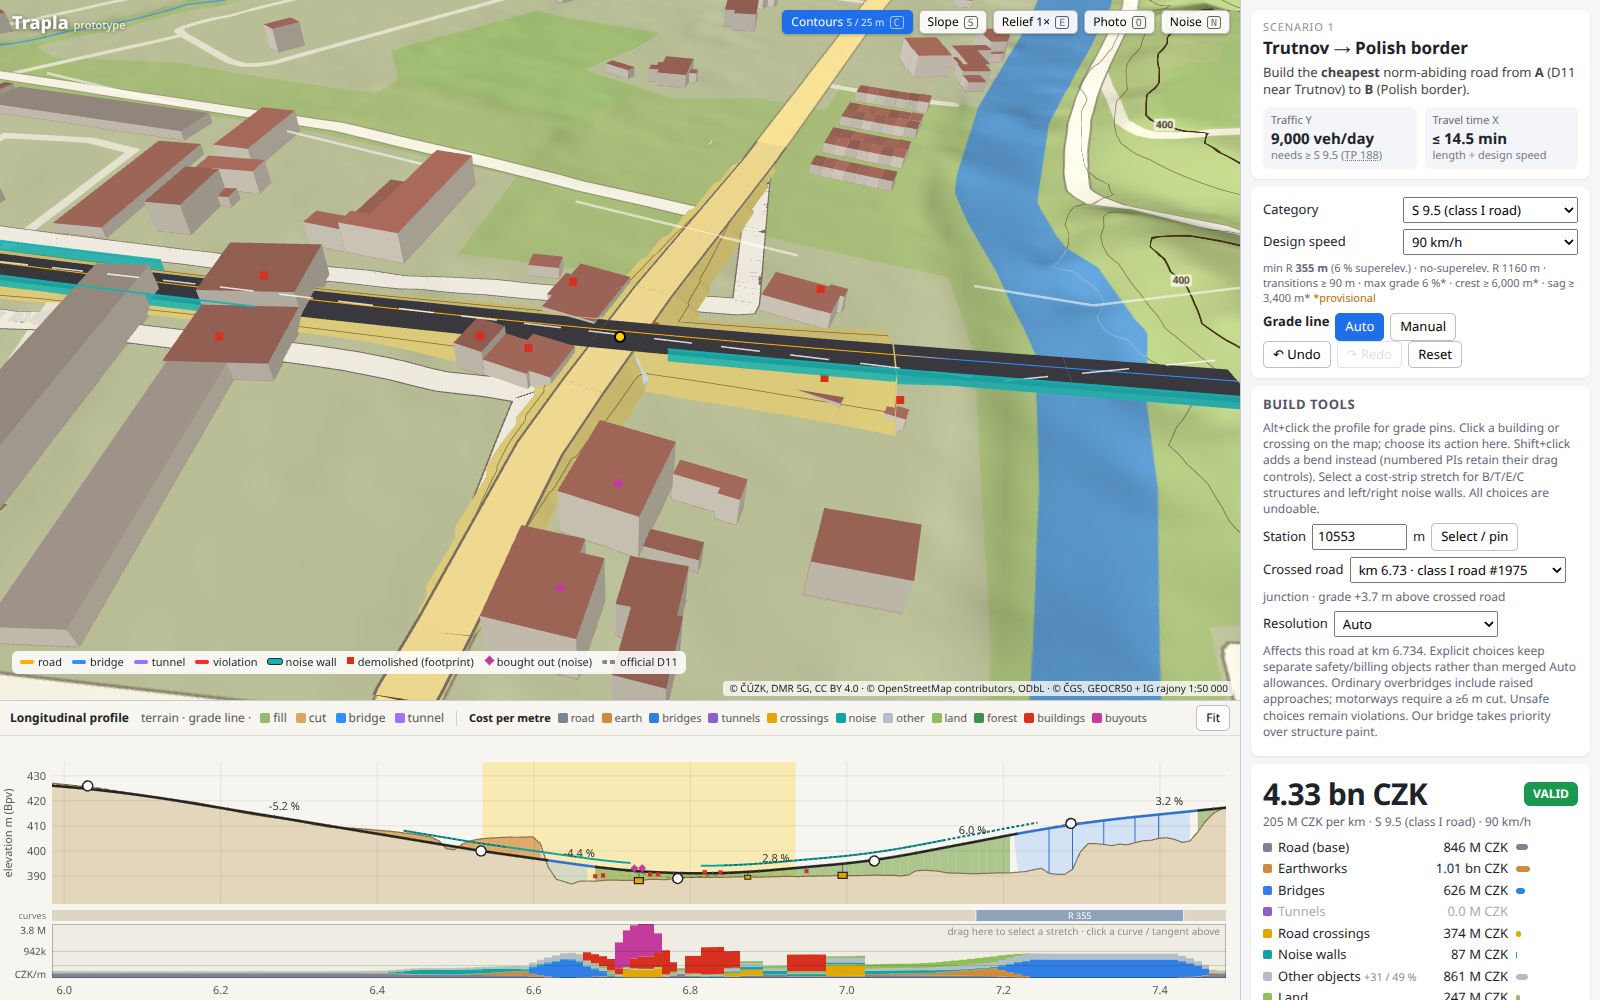 Trapla prototype
Contours 5 / 25 m C
Slope S
Relief 1× E
Photo O
Noise N
400
400
road
bridge
tunnel
violation
noise wall
demolished (footprint)
bought out (noise)
official D11
© ČÚZK, DMR 5G, CC BY 4.0 · © OpenStreetMap contributors, ODbL · © ČGS, GEOCR50 + IG rajony 1:50 000
Longitudinal profile terrain · grade line · fill cut bridge tunnel
Cost per metre road earth bridges tunnels crossings noise other land forest buildings buyouts
Fit
elevation m (Bpv)
430
420
410
400
390
-5.2 %
-4.4 %
2.8 %
6.0 %
3.2 %
curves
R 355
3.8 M
942k
CZK/m
drag here to select a stretch · click a curve / tangent above
6.0 6.2 6.4 6.6 6.8 7.0 7.2 7.4
SCENARIO 1
Trutnov → Polish border
Build the cheapest norm-abiding road from A (D11
near Trutnov) to B (Polish border).
Traffic Y
9,000 veh/day
needs ≥ S 9.5 (TP 188)
Travel time X
≤ 14.5 min
length ÷ design speed
Category S 9.5 (class I road)
Design speed 90 km/h
min R 355 m (6 % superelev.) · no-superelev. R 1160 m ·
transitions ≥ 90 m · max grade 6 %* · crest ≥ 6,000 m* · sag ≥
3,400 m* *provisional
Grade line Auto Manual
↶ Undo ↷ Redo Reset
BUILD TOOLS
Alt+click the profile for grade pins. Click a building or
crossing on the map; choose its action here. Shift+click
adds a bend instead (numbered PIs retain their drag
controls). Select a cost-strip stretch for B/T/E/C
structures and left/right noise walls. All choices are
undoable.
Station 10553 m Select / pin
Crossed road km 6.73 · class I road #1975
junction · grade +3.7 m above crossed road
Resolution Auto
Affects this road at km 6.734. Explicit choices keep
separate safety/billing objects rather than merged Auto
allowances. Ordinary overbridges include raised
approaches; motorways require a ≥6 m cut. Unsafe
choices remain violations. Our bridge takes priority
over structure paint.
4.33 bn CZK VALID
205 M CZK per km · S 9.5 (class I road) · 90 km/h
Road (base) 846 M CZK
Earthworks 1.01 bn CZK
Bridges 626 M CZK
Tunnels 0.0 M CZK
Road crossings 374 M CZK
Noise walls 87 M CZK
Other objects +31 / 49 % 861 M CZK
Land 247 M CZK